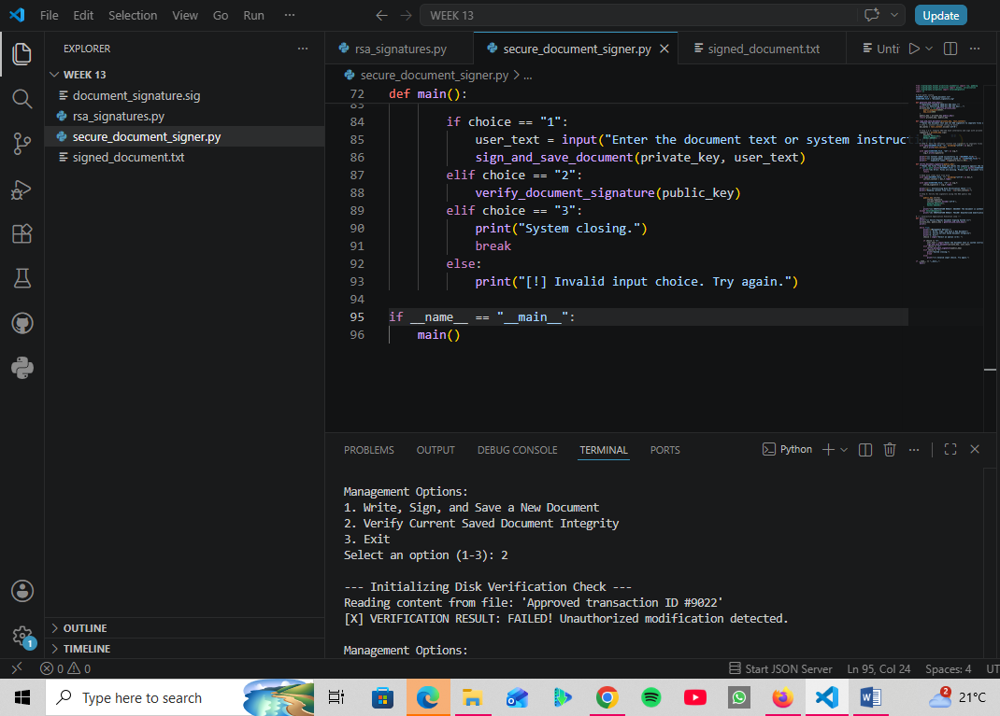 File Edit Selection View Go Run ··· WEEK 13 Update
EXPLORER ···
WEEK 13
document_signature.sig
rsa_signatures.py
secure_document_signer.py
signed_document.txt
OUTLINE
TIMELINE
rsa_signatures.py secure_document_signer.py signed_document.txt Unti ···
secure_document_signer.py > ...
72 def main():
83
84 if choice == "1":
85 user_text = input("Enter the document text or system instruc
86 sign_and_save_document(private_key, user_text)
87 elif choice == "2":
88 verify_document_signature(public_key)
89 elif choice == "3":
90 print("System closing.")
91 break
92 else:
93 print("[!] Invalid input choice. Try again.")
94
95 if __name__ == "__main__":
96 main()
PROBLEMS OUTPUT DEBUG CONSOLE TERMINAL PORTS Python ···
Management Options:
1. Write, Sign, and Save a New Document
2. Verify Current Saved Document Integrity
3. Exit
Select an option (1-3): 2
--- Initializing Disk Verification Check ---
Reading content from file: 'Approved transaction ID #9022'
[X] VERIFICATION RESULT: FAILED! Unauthorized modification detected.
Management Options:
1
0 0 Start JSON Server Ln 95, Col 24 Spaces: 4 UT
Type here to search 2 21°C